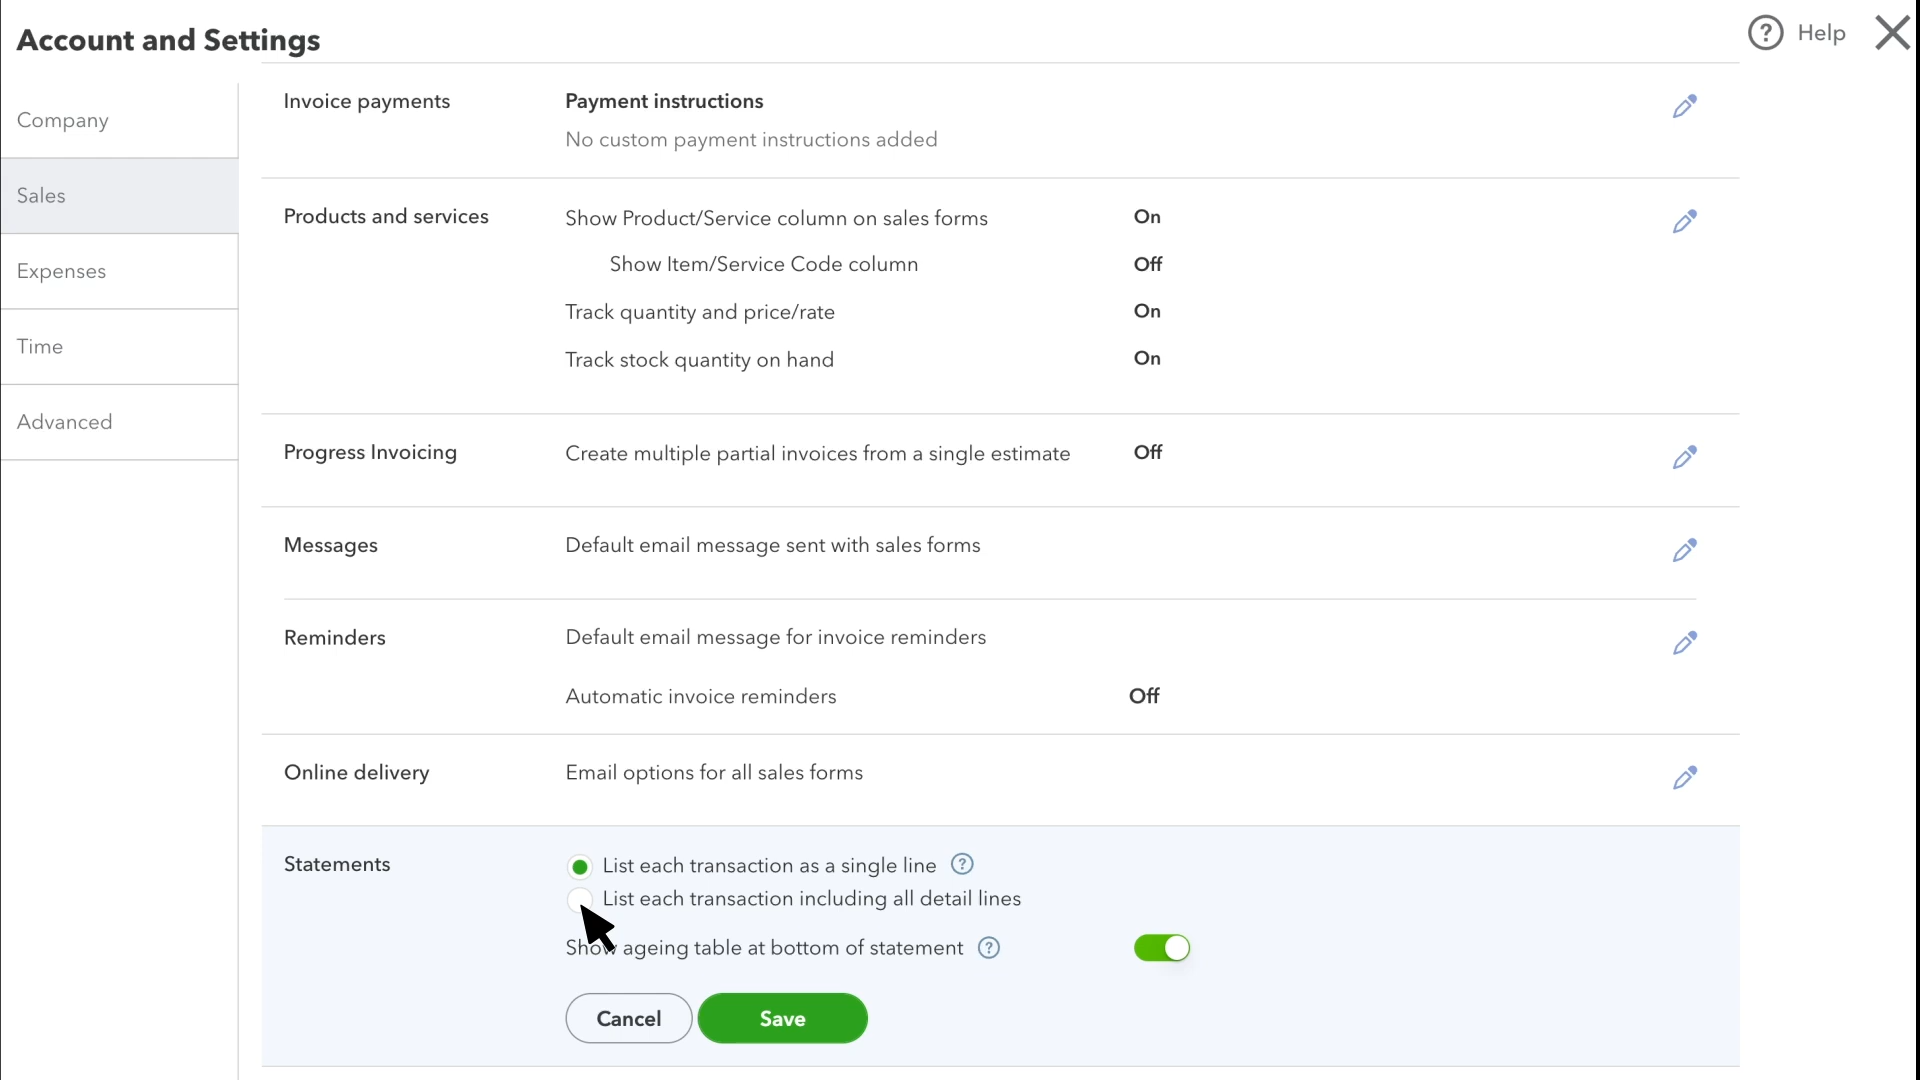 Account and Settings
? Help
Company
Sales
Expenses
Time
Advanced
Invoice payments
Payment instructions
No custom payment instructions added
Products and services
Show Product/Service column on sales forms On
Show Item/Service Code column Off
Track quantity and price/rate On
Track stock quantity on hand On
Progress Invoicing
Create multiple partial invoices from a single estimate Off
Messages
Default email message sent with sales forms
Reminders
Default email message for invoice reminders
Automatic invoice reminders Off
Online delivery
Email options for all sales forms
Statements
List each transaction as a single line ?
List each transaction including all detail lines
Show ageing table at bottom of statement ?
Cancel Save